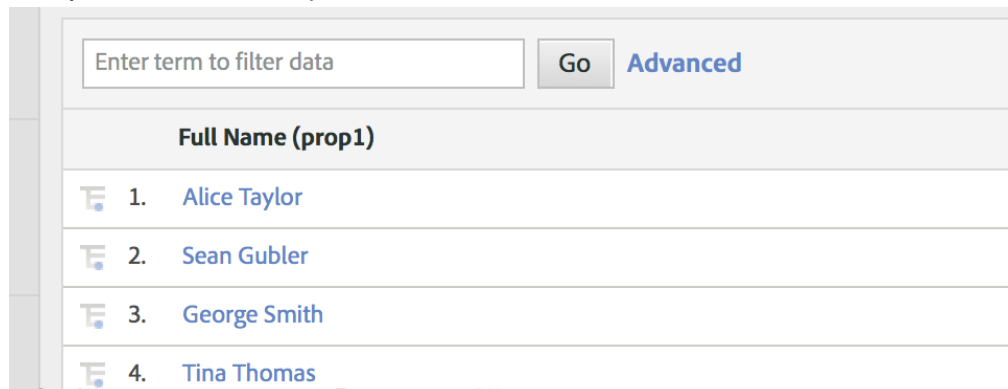 Enter term to filter data Go Advanced
Full Name (prop1)
1. Alice Taylor
2. Sean Gubler
3. George Smith
4. Tina Thomas